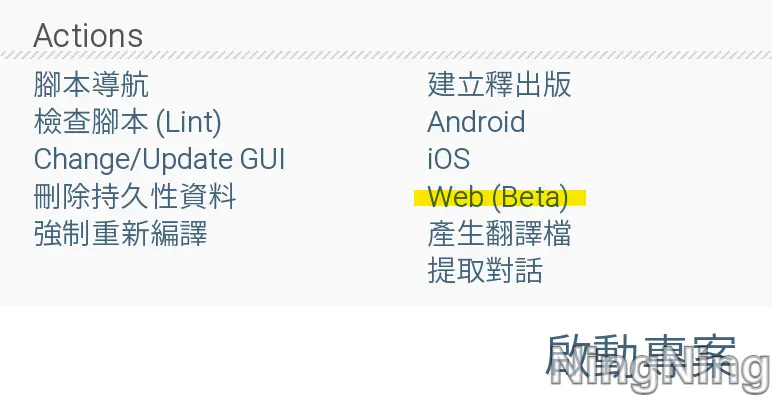 Actions
腳本導航
檢查腳本 (Lint)
Change/Update GUI
刪除持久性資料
強制重新編譯
建立釋出版
Android
iOS
Web (Beta)
產生翻譯檔
提取對話
啟動專案
NingNing